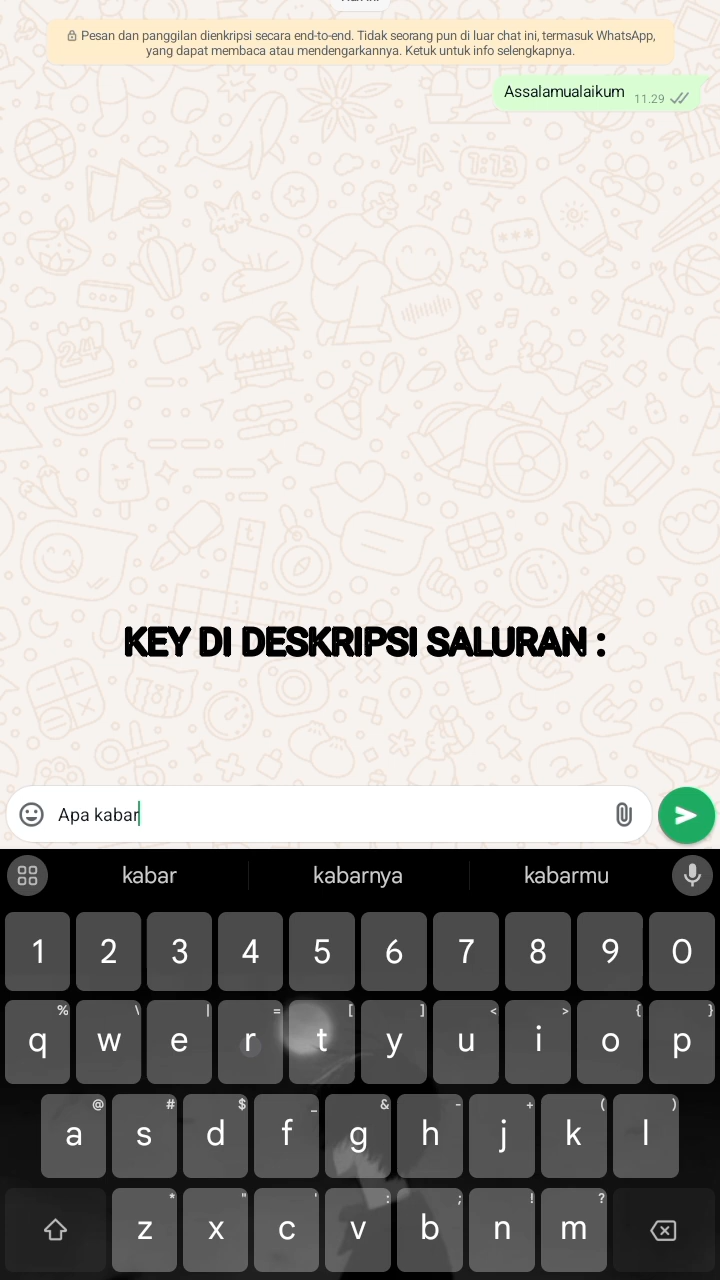 Pesan dan panggilan dienkripsi secara end-to-end. Tidak seorang pun di luar chat ini, termasuk WhatsApp,
yang dapat membaca atau mendengarkannya. Ketuk untuk info selengkapnya.
Assalamualaikum 11.29
KEY DI DESKRIPSI SALURAN :
Apa kabar
kabar kabarnya kabarmu
1 2 3 4 5 6 7 8 9 0
% \ | = [ ] < > { }
q w e r t y u i o p
@ # $ _ & - + ( )
a s d f g h j k l
* " ' : ; ! ?
z x c v b n m